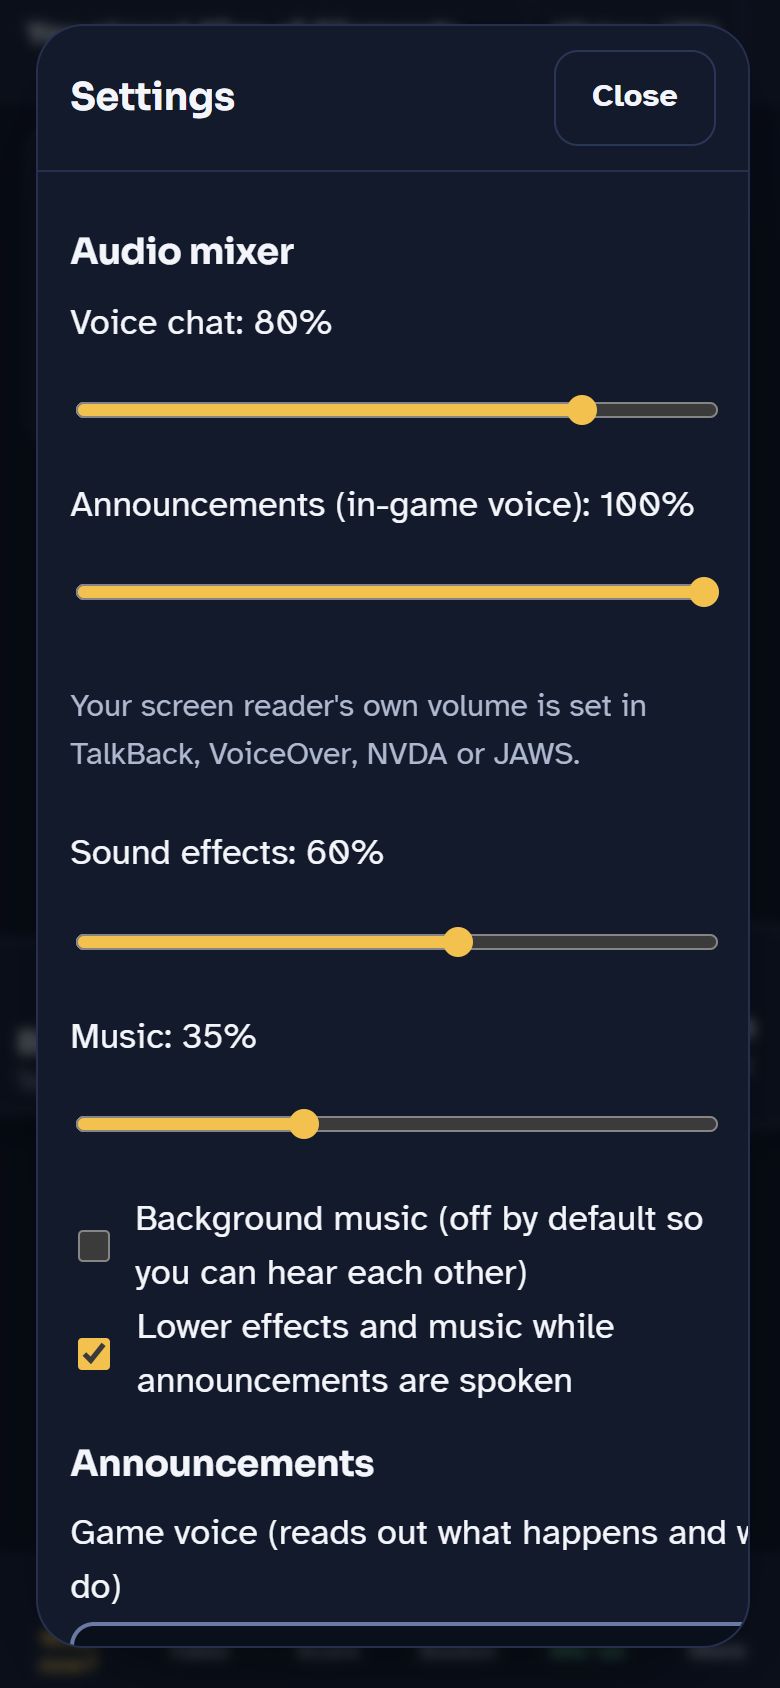 Settings
Close
Audio mixer
Voice chat: 80%
Announcements (in-game voice): 100%
Your screen reader's own volume is set in
TalkBack, VoiceOver, NVDA or JAWS.
Sound effects: 60%
Music: 35%
Background music (off by default so
you can hear each other)
Lower effects and music while
announcements are spoken
Announcements
Game voice (reads out what happens and
do)